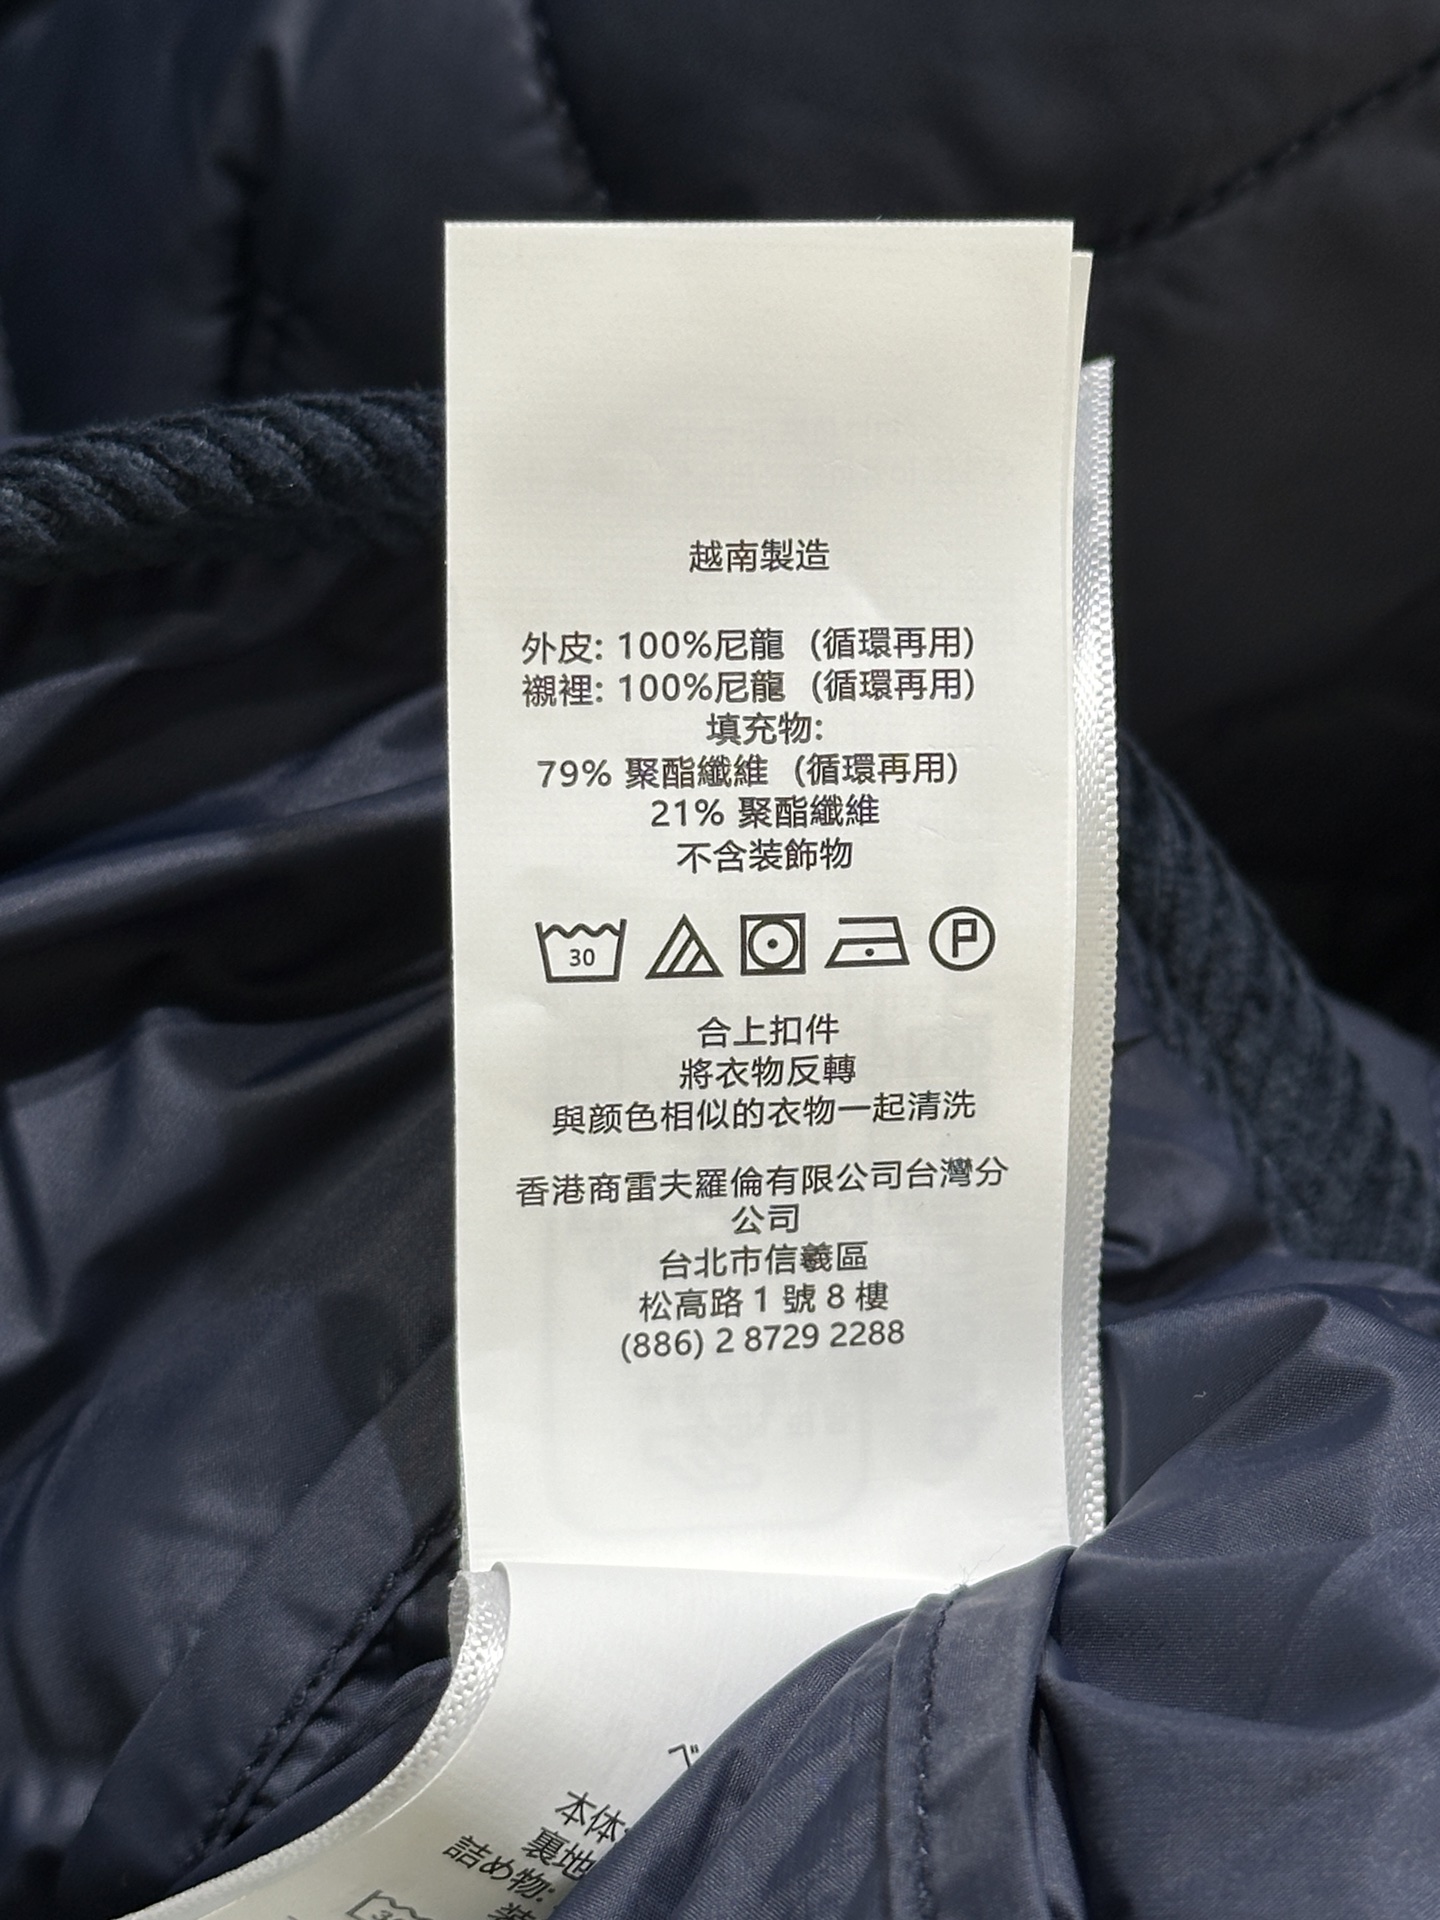 越南製造
外皮: 100%尼龍 (循環再用)
襯裡: 100%尼龍 (循環再用)
填充物:
79% 聚酯纖維 (循環再用)
21% 聚酯纖維
不含装飾物
30
P
合上扣件
將衣物反轉
與颜色相似的衣物一起清洗
香港商雷夫羅倫有限公司台灣分
公司
台北市信義區
松高路 1 號 8 樓
(886) 2 8729 2288
本体
裏地
詰め物: